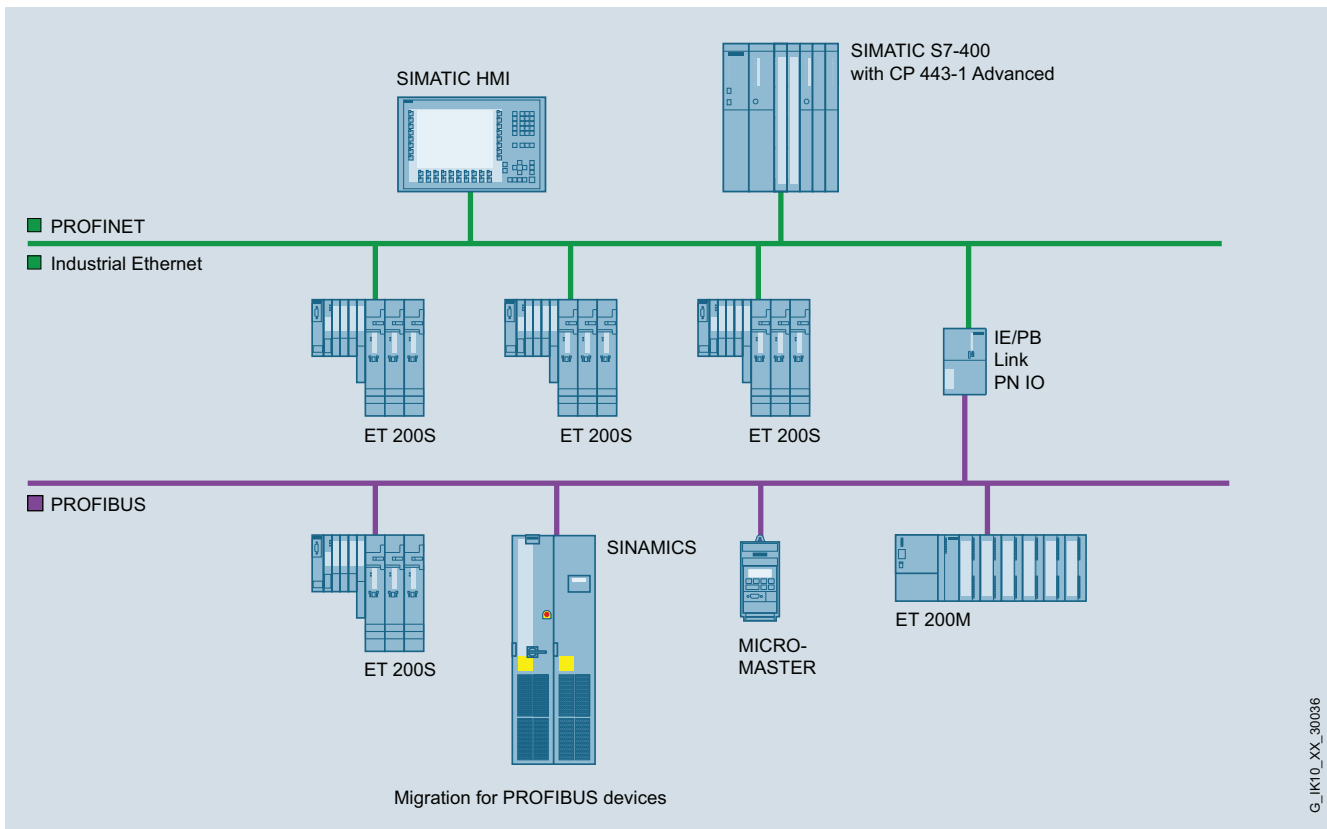 SIMATIC S7-400
with CP 443-1 Advanced
SIMATIC HMI
PROFINET
Industrial Ethernet
IE/PB
Link
PN IO
ET 200S
ET 200S
ET 200S
PROFIBUS
SINAMICS
ET 200M
MICRO-
MASTER
ET 200S
Migration for PROFIBUS devices
G_IK10_XX_30036